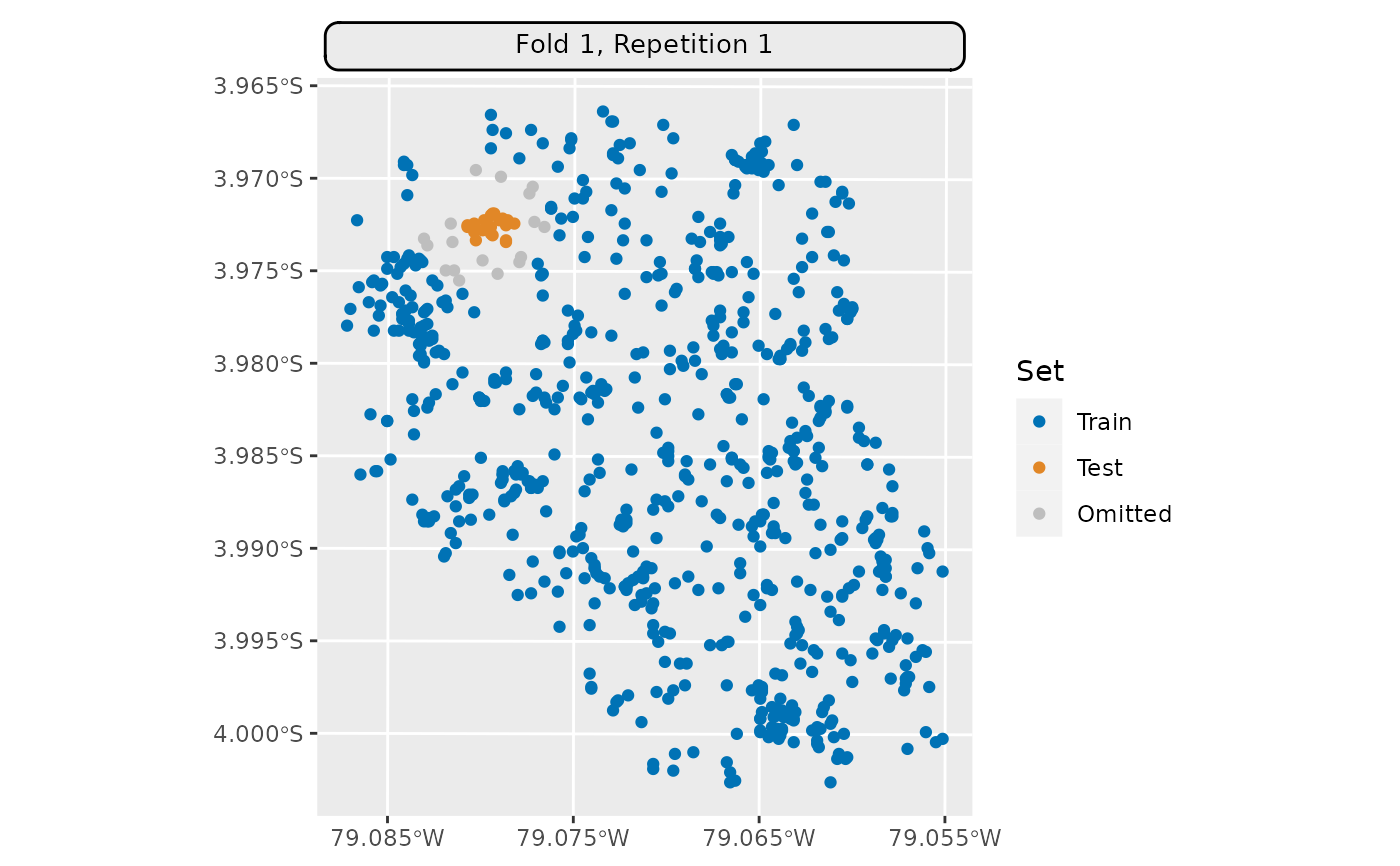 Fold 1, Repetition 1
3.965°S
3.970°S
3.975°S
3.980°S
3.985°S
3.990°S
3.995°S
4.000°S
79.085°W 79.075°W 79.065°W 79.055°W
Set
Train
Test
Omitted